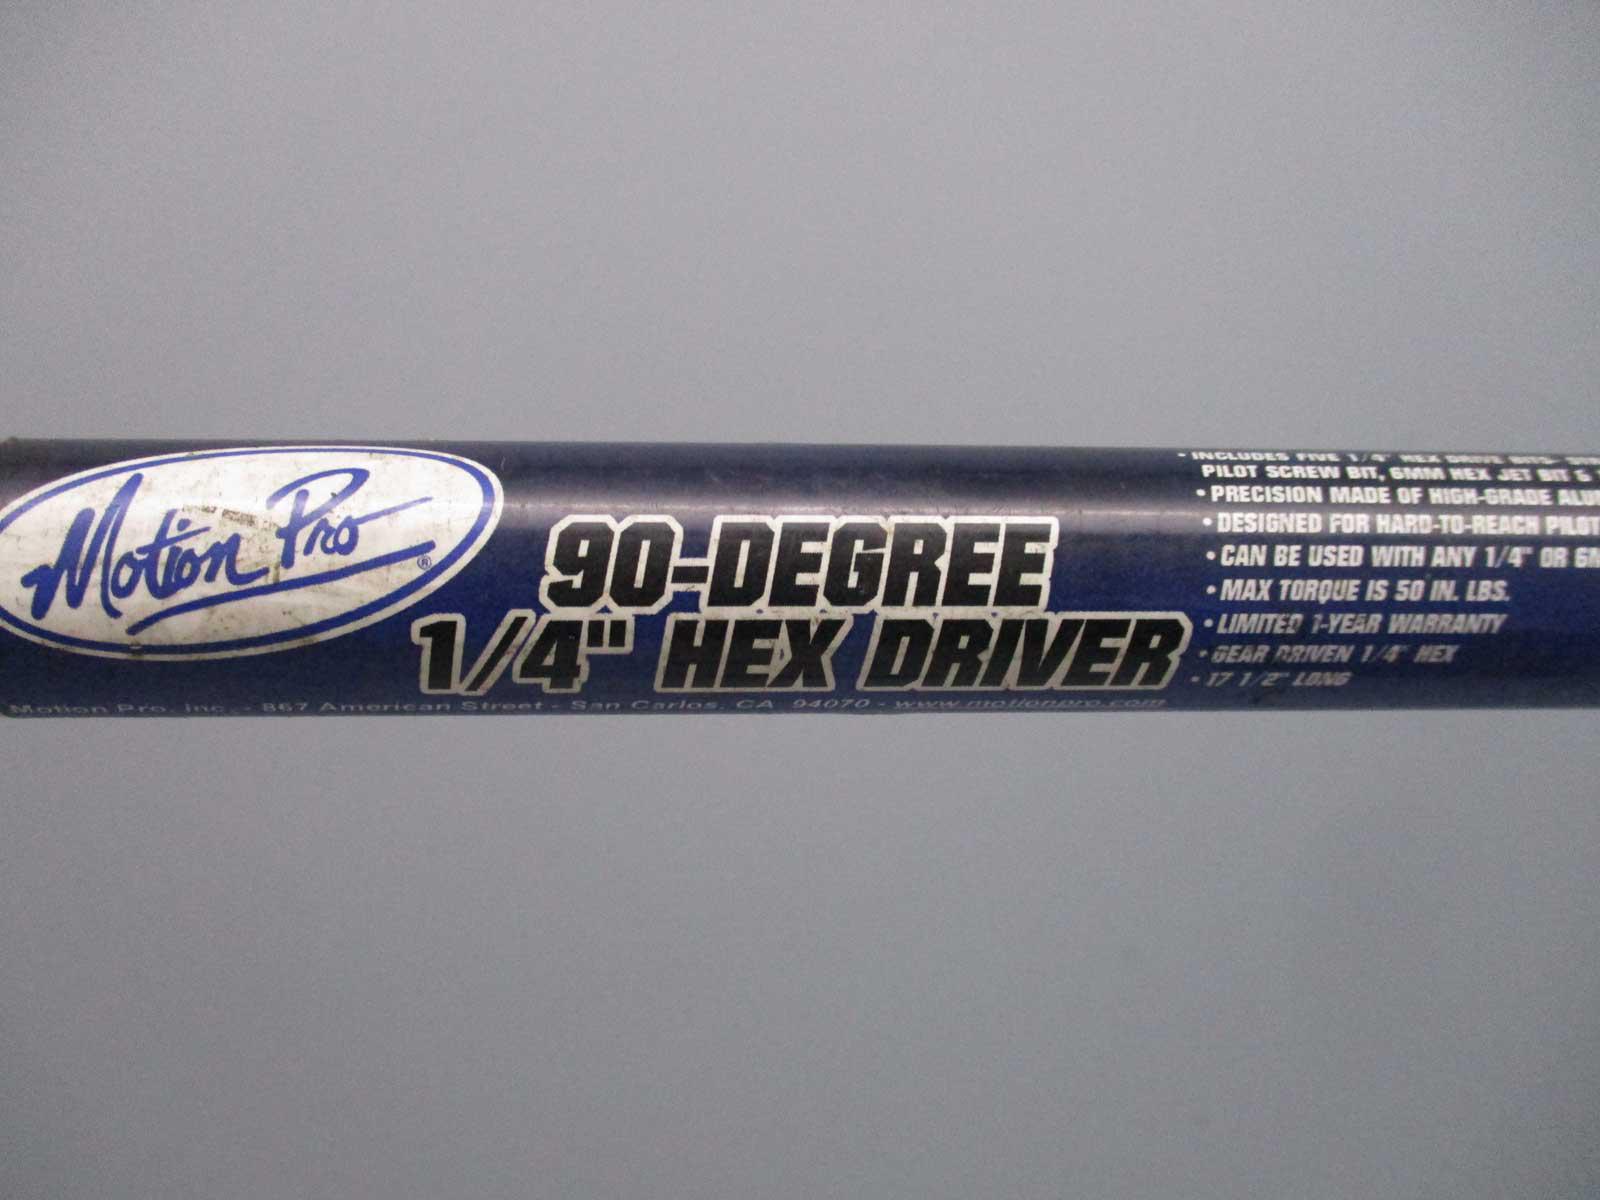 Motion Pro ®
90-DEGREE
1/4" HEX DRIVER
Motion Pro, Inc. - 867 American Street - San Carlos, CA 94070 - www.motionpro.com
• INCLUDES FIVE 1/4" HEX DRIVE BITS
PILOT SCREW BIT, 6MM HEX JET BIT &
• PRECISION MADE OF HIGH-GRADE
• DESIGNED FOR HARD-TO-REACH PILOT
• CAN BE USED WITH ANY 1/4" OR
• MAX TORQUE IS 50 IN. LBS.
• LIMITED 1-YEAR WARRANTY
• GEAR DRIVEN 1/4" HEX
• 17 1/2" LONG